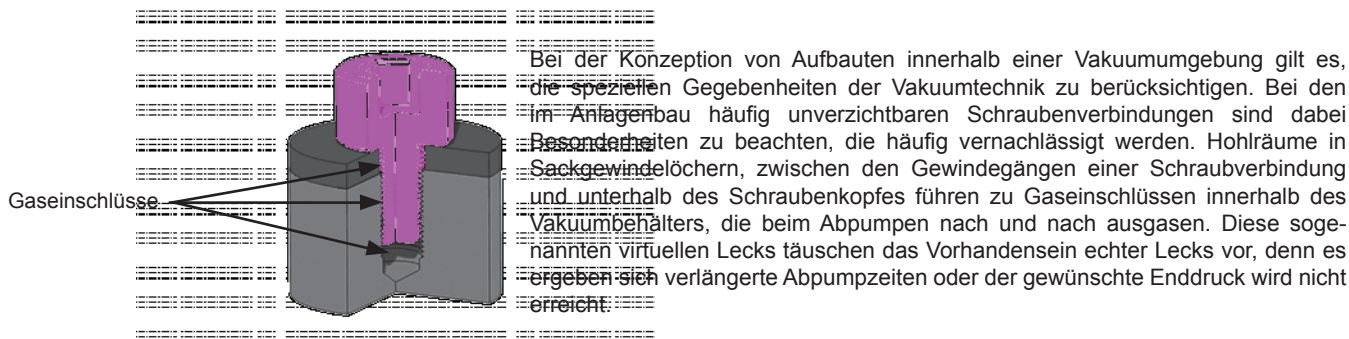 Bei der Konzeption von Aufbauten innerhalb einer Vakuumumgebung gilt es,
die speziellen Gegebenheiten der Vakuumtechnik zu berücksichtigen. Bei den
im Anlagenbau häufig unverzichtbaren Schraubenverbindungen sind dabei
Besonderheiten zu beachten, die häufig vernachlässigt werden. Hohlräume in
Sackgewindelöchern, zwischen den Gewindegängen einer Schraubverbindung
und unterhalb des Schraubenkopfes führen zu Gaseinschlüssen innerhalb des
Vakuumbehälters, die beim Abpumpen nach und nach ausgasen. Diese soge-
nannten virtuellen Lecks täuschen das Vorhandensein echter Lecks vor, denn es
ergeben sich verlängerte Abpumpzeiten oder der gewünschte Enddruck wird nicht
erreicht.
Gaseinschlüsse